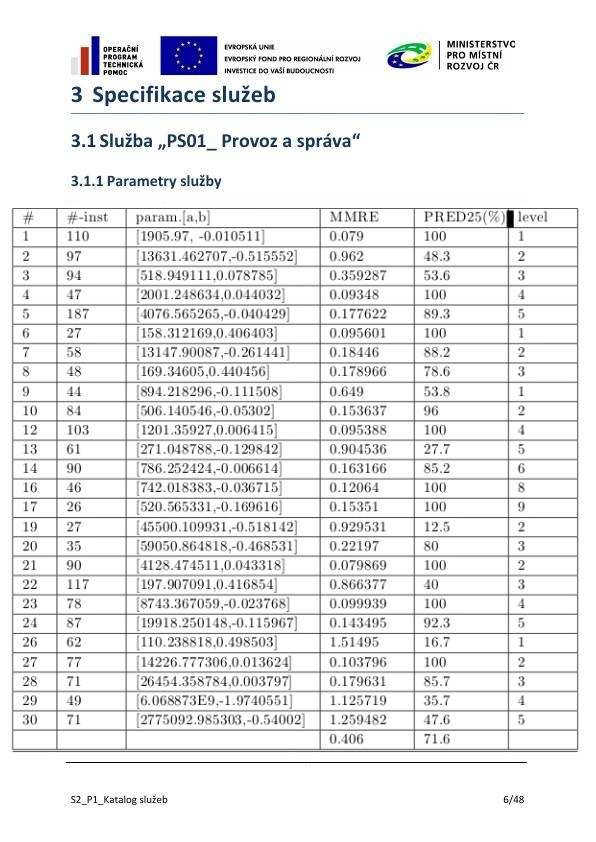 OPERAČNÍ
PROGRAM
TECHNICKÁ
POMOC
EVROPSKÁ UNIE
EVROPSKÝ FOND PRO REGIONÁLNÍ ROZVOJ
INVESTICE DO VAŠÍ BUDOUCNOSTI
MINISTERSTVO
PRO MÍSTNÍ
ROZVOJ ČR
3 Specifikace služeb
3.1 Služba „PS01_ Provoz a správa“
3.1.1 Parametry služby
# #-inst param.[a,b] MMRE PRED25(%) level
1 110 [1905.97, -0.010511] 0.079 100 1
2 97 [13631.462707,-0.515552] 0.962 48.3 2
3 94 [518.949111,0.078785] 0.359287 53.6 3
4 47 [2001.248634,0.044032] 0.09348 100 4
5 187 [4076.565265,-0.040429] 0.177622 89.3 5
6 27 [158.312169,0.406403] 0.095601 100 1
7 58 [13147.90087,-0.261441] 0.18446 88.2 2
8 48 [169.34605,0.440456] 0.178966 78.6 3
9 44 [894.218296,-0.111508] 0.649 53.8 1
10 84 [506.140546,-0.05302] 0.153637 96 2
12 103 [1201.35927,0.006415] 0.095388 100 4
13 61 [271.048788,-0.129842] 0.904536 27.7 5
14 90 [786.252424,-0.006614] 0.163166 85.2 6
16 46 [742.018383,-0.036715] 0.12064 100 8
17 26 [520.565331,-0.169616] 0.15351 100 9
19 27 [45500.109931,-0.518142] 0.929531 12.5 2
20 35 [59050.864818,-0.468531] 0.22197 80 3
21 90 [4128.474511,0.043318] 0.079869 100 2
22 117 [197.907091,0.416854] 0.866377 40 3
23 78 [8743.367059,-0.023768] 0.099939 100 4
24 87 [19918.250148,-0.115967] 0.143495 92.3 5
26 62 [110.238818,0.498503] 1.51495 16.7 1
27 77 [14226.777306,0.013624] 0.103796 100 2
28 71 [26454.358784,0.003797] 0.179631 85.7 3
29 49 [6.068873E9,-1.9740551] 1.125719 35.7 4
30 71 [2775092.985303,-0.54002] 1.259482 47.6 5
0.406 71.6
S2_P1_Katalog služeb 6/48